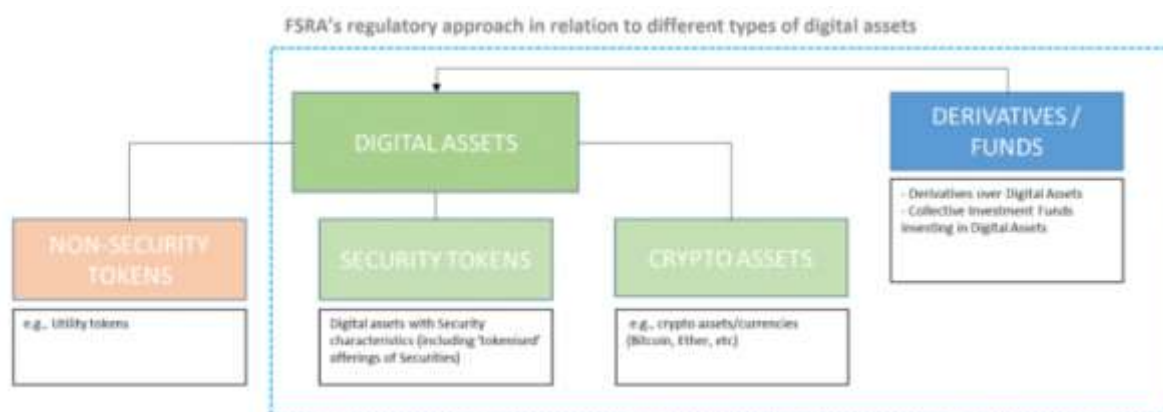 FSRA's regulatory approach in relation to different types of digital assets
DIGITAL ASSETS
DERIVATIVES /
FUNDS
- Derivatives over Digital Assets
- Collective Investment Funds
Investing in Digital Assets
NON-SECURITY
TOKENS
SECURITY TOKENS
CRYPTO ASSETS
e.g., Utility tokens
Digital assets with Security
characteristics (including 'tokenised'
offerings of Securities)
e.g., crypto assets/currencies
(Bitcoin, Ether, etc)